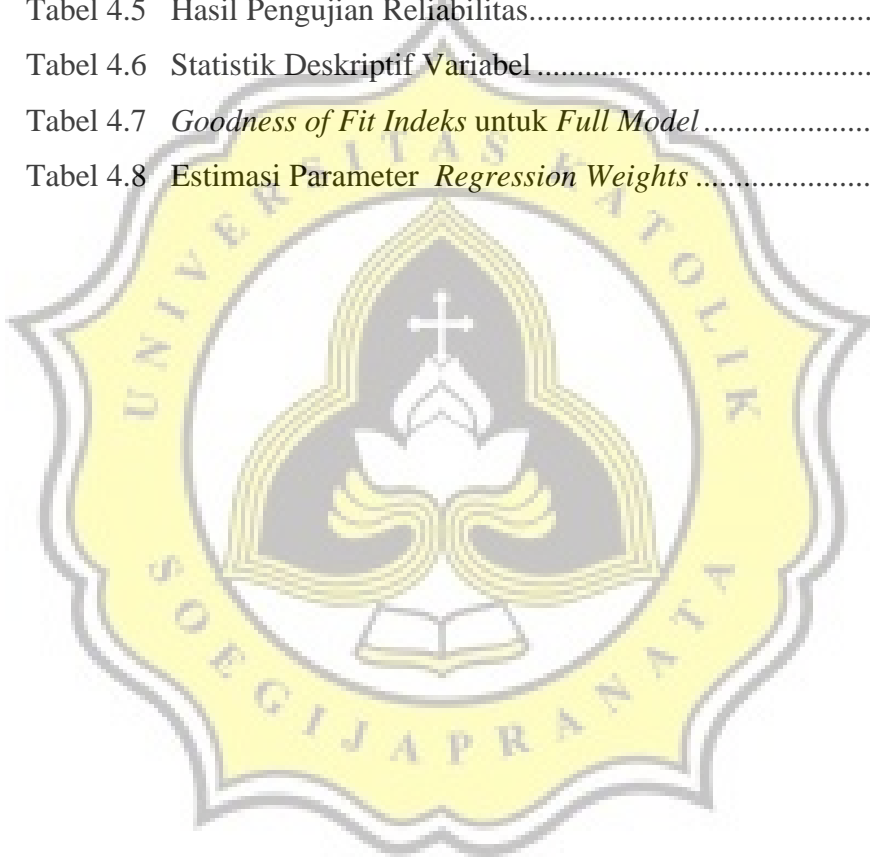 Tabel 4.5 Hasil Pengujian Reliabilitas........................................
Tabel 4.6 Statistik Deskriptif Variabel........................................
Tabel 4.7 Goodness of Fit Indeks untuk Full Model....................
Tabel 4.8 Estimasi Parameter Regression Weights.....................
UNIVERSITAS KATOLIK
SOEGIJAPRANATA